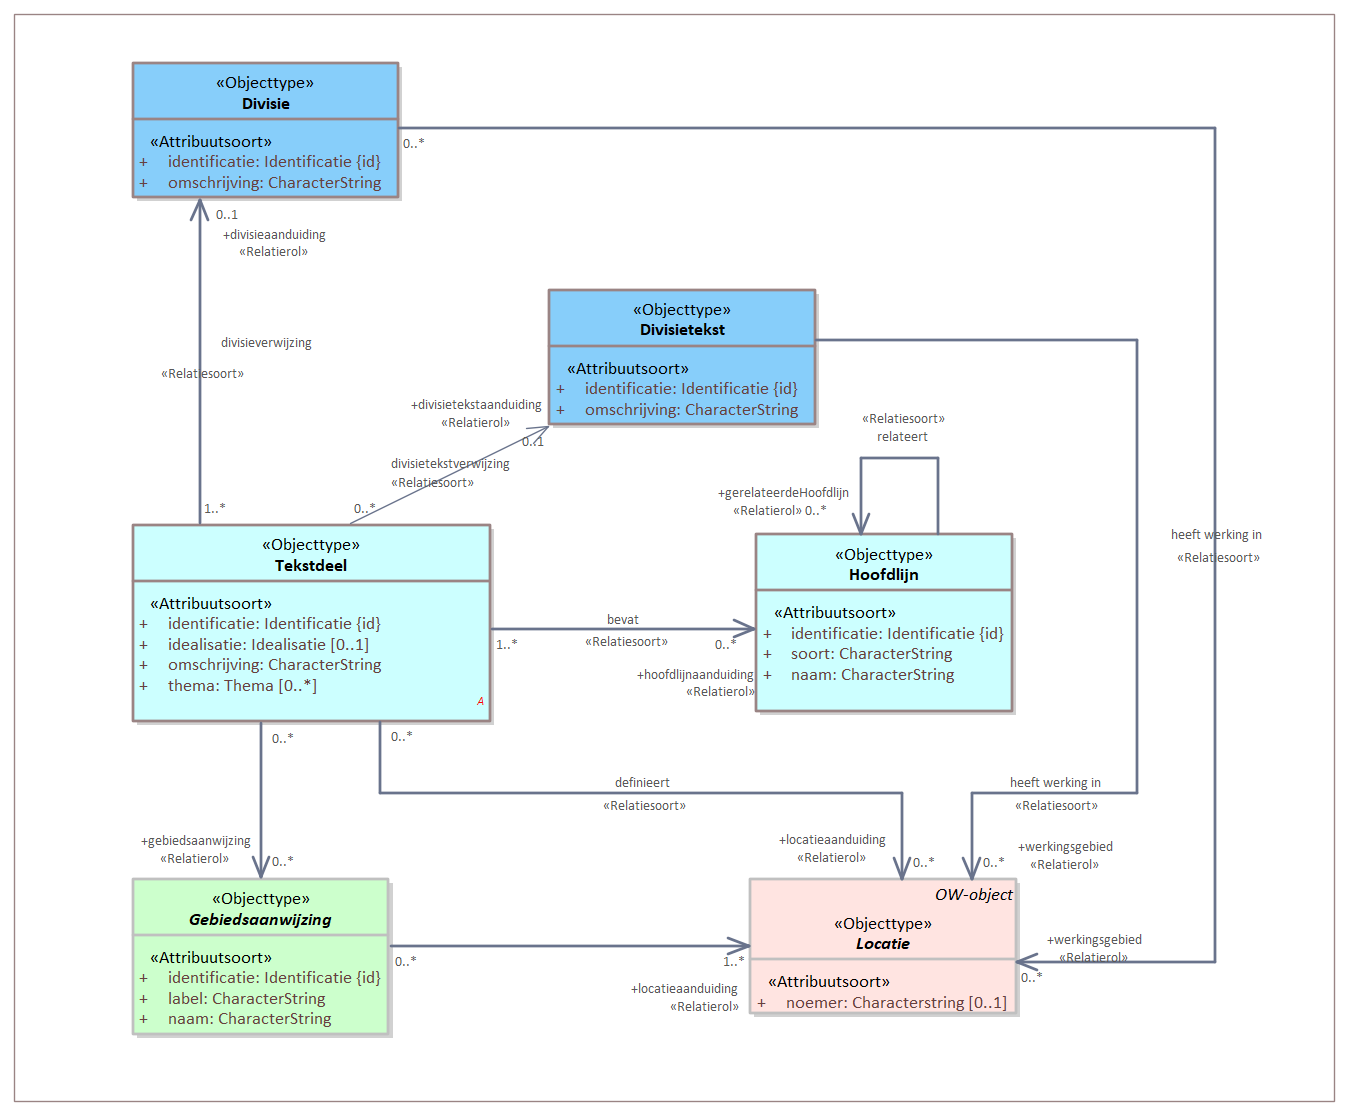 «Objecttype»
Divisie
«Attribuutsoort»
+ identificatie: Identificatie {id}
+ omschrijving: CharacterString
0..*
0..1
+divisieaanduiding
«Relatierol»
divisieverwijzing
«Relatiesoort»
1..*
«Objecttype»
Divisietekst
«Attribuutsoort»
+ identificatie: Identificatie {id}
+ omschrijving: CharacterString
+divisietekstaanduiding
«Relatierol»
0..1
divisietekstverwijzing
«Relatiesoort»
0..*
«Relatiesoort»
relateert
+gerelateerdeHoofdlijn
«Relatierol» 0..*
heeft werking in
«Relatiesoort»
«Objecttype»
Tekstdeel
«Attribuutsoort»
+ identificatie: Identificatie {id}
+ idealisatie: Idealisatie [0..1]
+ omschrijving: CharacterString
+ thema: Thema [0..*]
A
bevat
1..*
«Relatiesoort»
0..*
+hoofdlijnaanduiding
«Relatierol»
«Objecttype»
Hoofdlijn
«Attribuutsoort»
+ identificatie: Identificatie {id}
+ soort: CharacterString
+ naam: CharacterString
0..*
0..*
definieert
«Relatiesoort»
heeft werking in
«Relatiesoort»
+gebiedsaanwijzing
«Relatierol»
0..*
+locatieaanduiding
«Relatierol»
0..*
0..*
+werkingsgebied
«Relatierol»
«Objecttype»
Gebiedsaanwijzing
«Attribuutsoort»
+ identificatie: Identificatie {id}
+ label: CharacterString
+ naam: CharacterString
0..*
1..*
+locatieaanduiding
«Relatierol»
OW-object
«Objecttype»
Locatie
«Attribuutsoort»
+ noemer: Characterstring [0..1]
+werkingsgebied
«Relatierol»
0..*